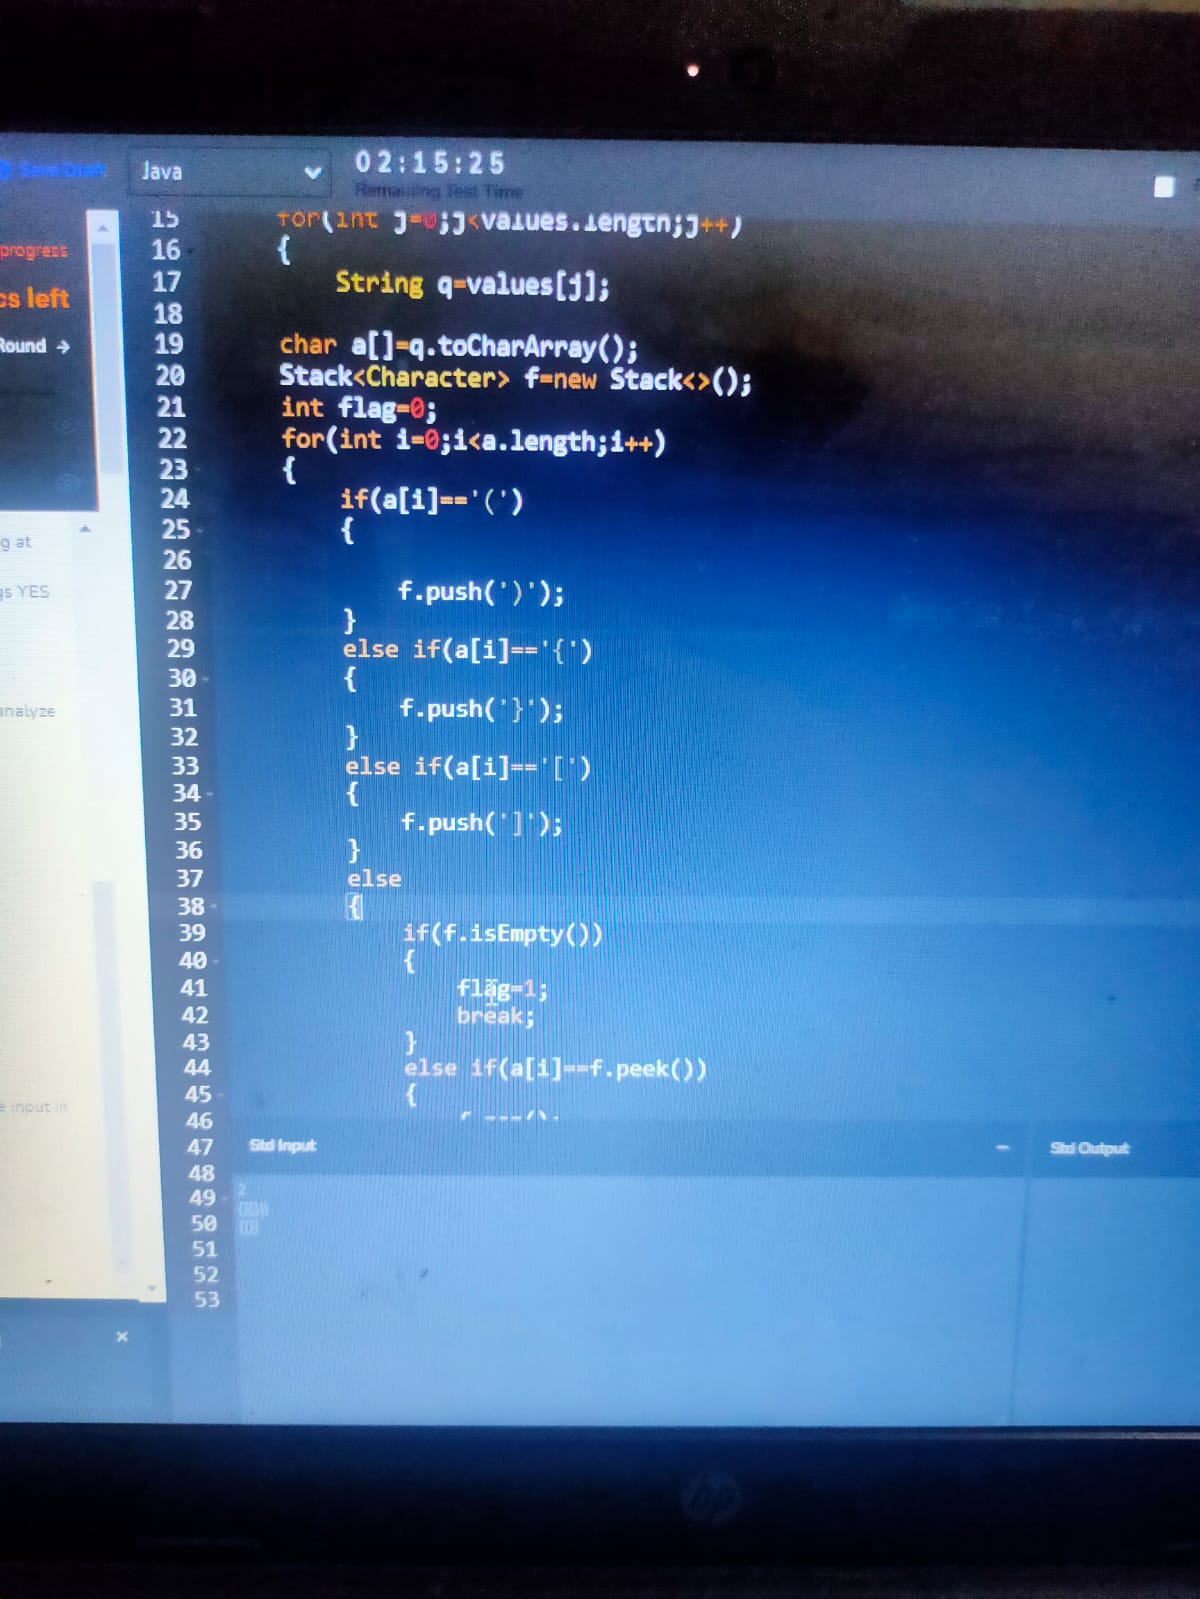 Save Draft
Java
02:15:25
Remaining Test Time
progress
cs left
Round →
g at
gs YES
analyze
e input in
15 for(int j=0;j<values.length;j++)
16 {
17 String q=values[j];
18
19 char a[]=q.toCharArray();
20 Stack<Character> f=new Stack<>();
21 int flag=0;
22 for(int i=0;i<a.length;i++)
23 {
24 if(a[i]=='(')
25 {
26
27 f.push(')');
28 }
29 else if(a[i]=='{')
30 {
31 f.push('}');
32 }
33 else if(a[i]=='[')
34 {
35 f.push(']');
36 }
37 else
38 {
39 if(f.isEmpty())
40 {
41 flag=1;
42 break;
43 }
44 else if(a[i]==f.peek())
45 {
46
47
48
49
50
51
52
53
Std Input
Std Output
2
hp